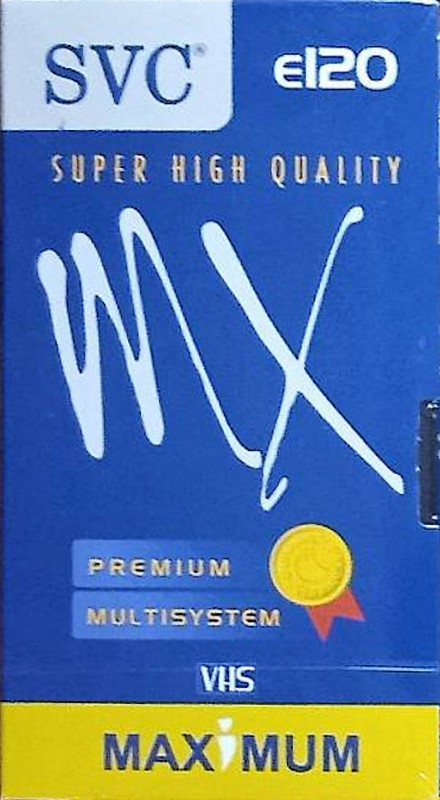 SVC®
E120
SUPER HIGH QUALITY
MX
PREMIUM
MULTISYSTEM
VHS
MAXiMUM